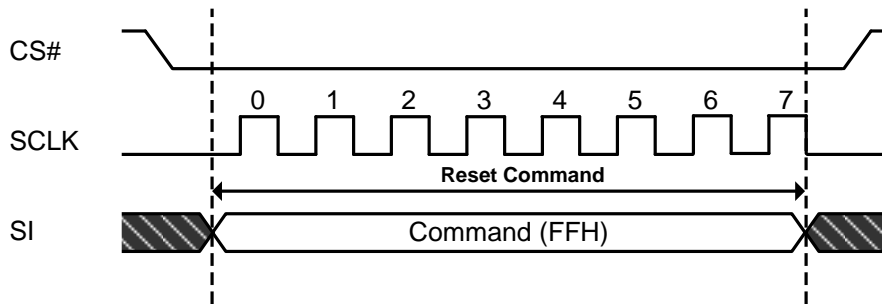 CS#
0 1 2 3 4 5 6 7
SCLK
Reset Command
SI
Command (FFH)